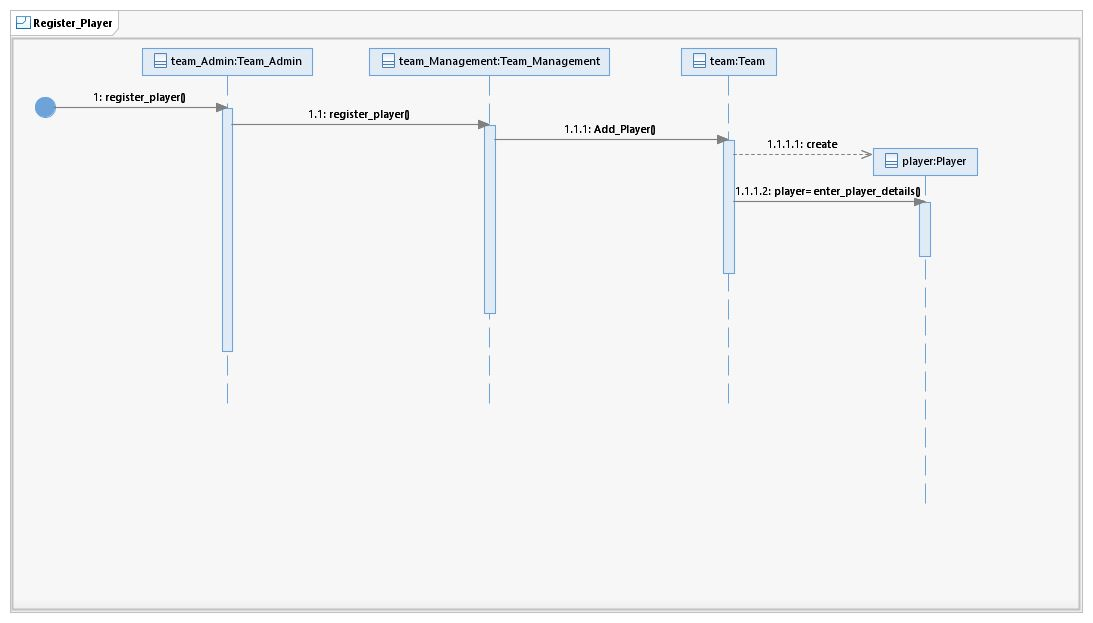 Register_Player
team_Admin:Team_Admin
team_Management:Team_Management
team:Team
1: register_player()
1.1: register_player()
1.1.1: Add_Player()
1.1.1.1: create
player:Player
1.1.1.2: player= enter_player_details()